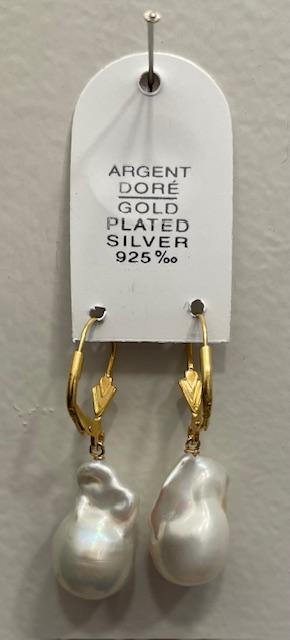 ARGENT
DORÉ
GOLD
PLATED
SILVER
925‰